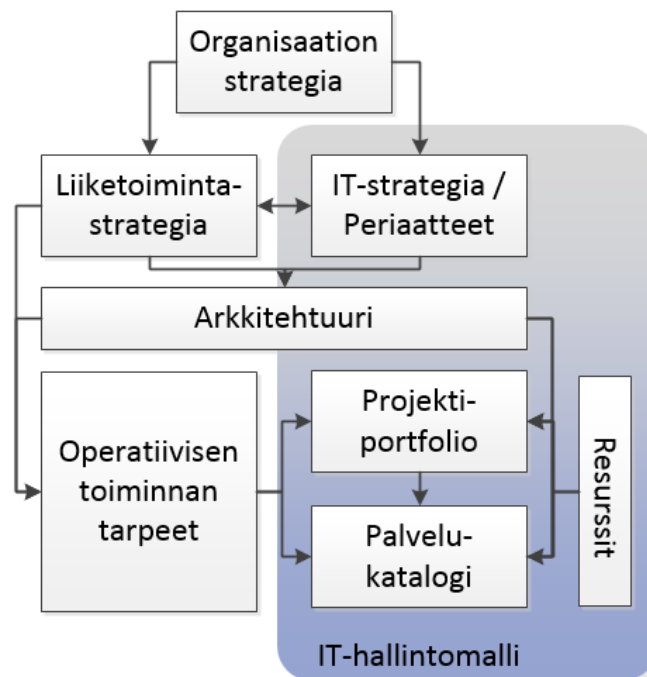 Organisaation
strategia
Liiketoiminta-
strategia
IT-strategia /
Periaatteet
Arkkitehtuuri
Operatiivisen
toiminnan
tarpeet
Projekti-
portfolio
Palvelu-
katalogi
Resurssit
IT-hallintomalli